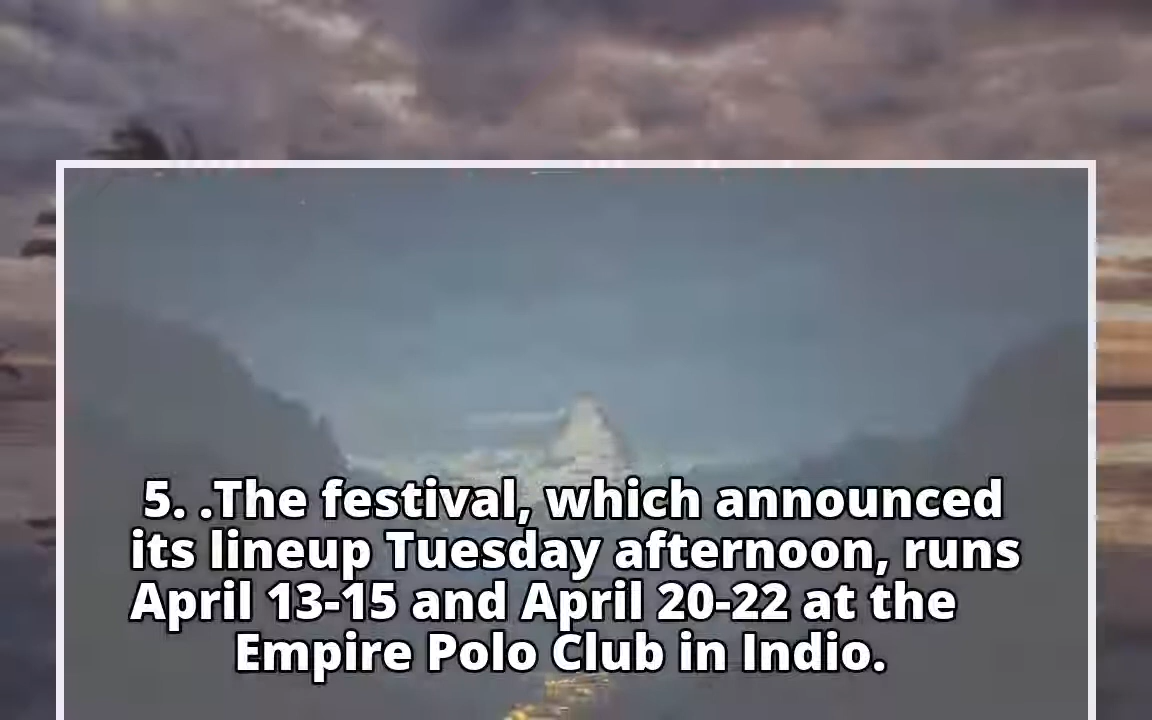 5. .The festival, which announced
its lineup Tuesday afternoon, runs
April 13-15 and April 20-22 at the
Empire Polo Club in Indio.